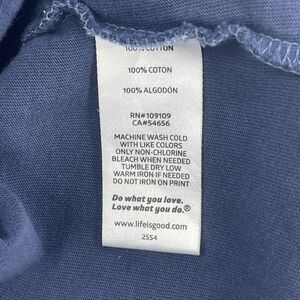 100% COTTON
100% COTON
100% ALGODÓN
RN#109109
CA#54656
MACHINE WASH COLD
WITH LIKE COLORS
ONLY NON-CHLORINE
BLEACH WHEN NEEDED
TUMBLE DRY LOW
WARM IRON IF NEEDED
DO NOT IRON ON PRINT
Do what you love.
Love what you do.®
www.lifeisgood.com
2554